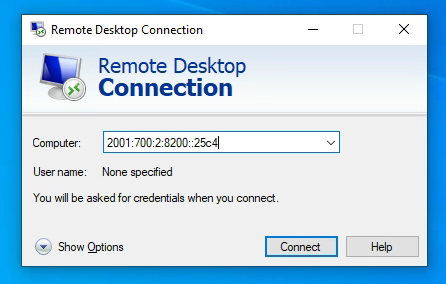 Remote Desktop Connection
Remote Desktop
Connection
Computer: 2001:700:2:8200::25c4
User name: None specified
You will be asked for credentials when you connect.
Show Options Connect Help